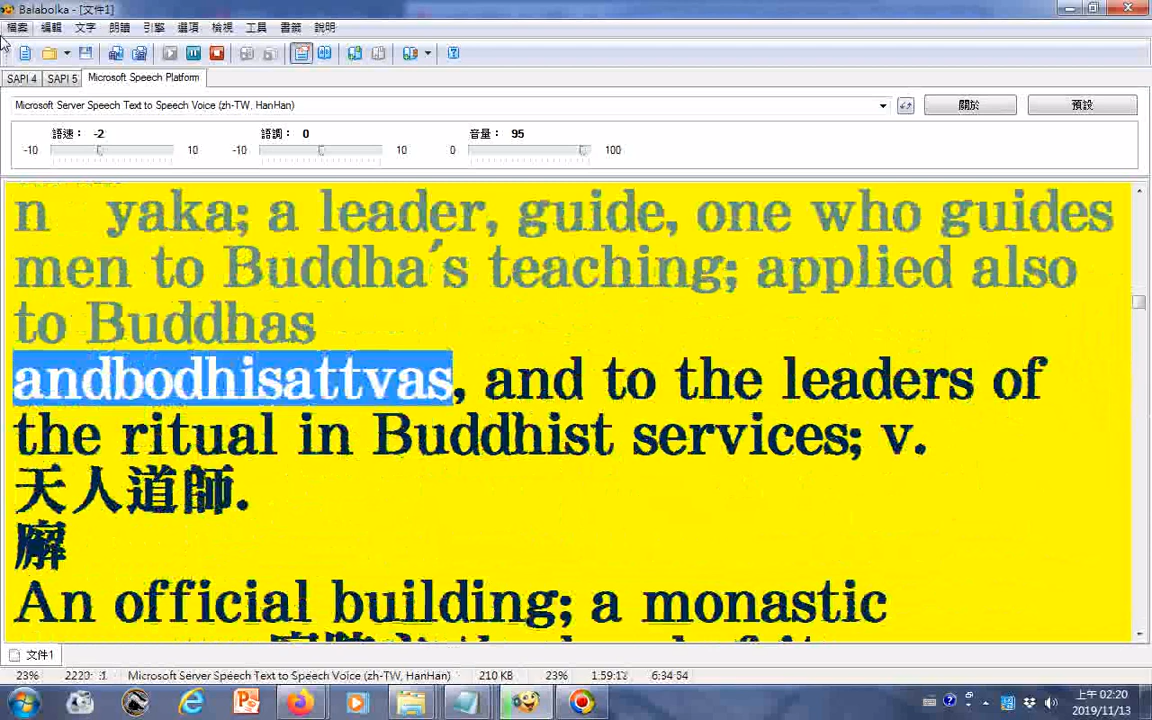 Balabolka - [文件1]
檔案 編輯 文字 朗讀 引擎 選項 檢視 工具 書籤 說明
SAPI 4 SAPI 5 Microsoft Speech Platform
Microsoft Server Speech Text to Speech Voice (zh-TW, HanHan) 關於 預設
語速： -2 語調： 0 音量： 95
-10 10 -10 10 0 100
n yaka; a leader, guide, one who guides
men to Buddha's teaching; applied also
to Buddhas
andbodhisattvas, and to the leaders of
the ritual in Buddhist services; v.
天人道師.
廨
An official building; a monastic
文件1
23% Microsoft Server Speech Text to Speech Voice (zh-TW, HanHan) 210 KB 23%
上午 02:20
2019/11/13